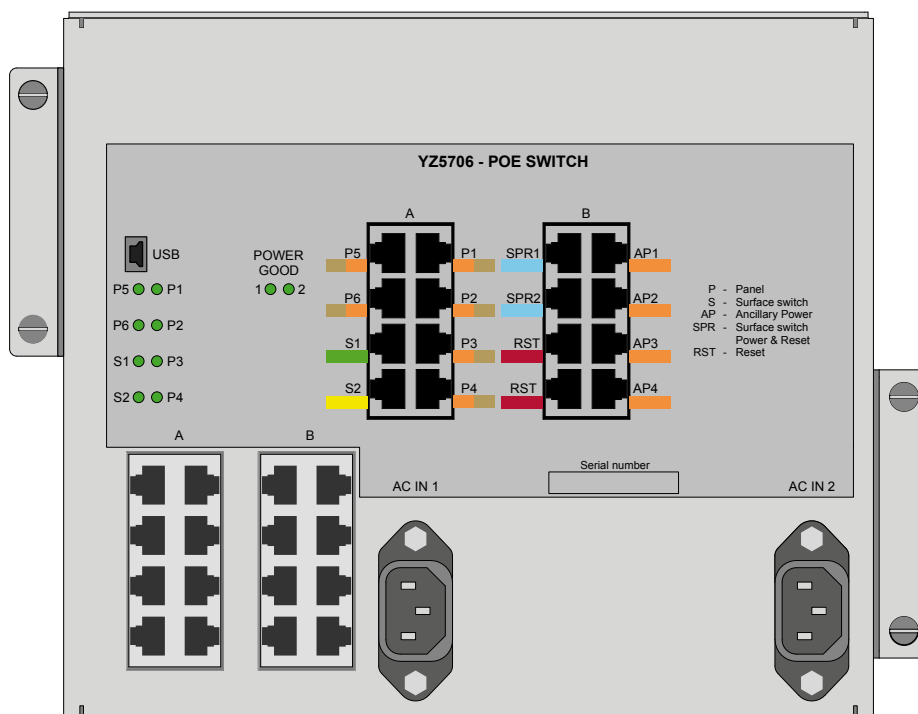 YZ5706 - POE SWITCH
A
B
USB
POWER
GOOD
1 2
P5 P1
P6 P2
S1 P3
S2 P4
P5 P1 SPR1 AP1
P6 P2 SPR2 AP2
S1 P3 RST AP3
S2 P4 RST AP4
P - Panel
S - Surface switch
AP - Ancillary Power
SPR - Surface switch
Power & Reset
RST - Reset
A
B
AC IN 1
Serial number
AC IN 2